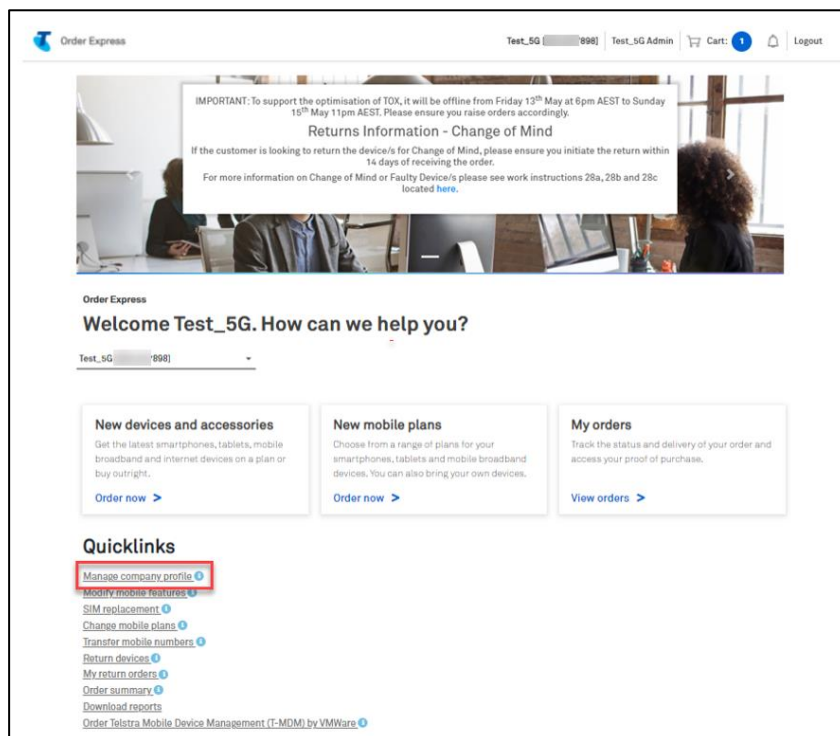 Order Express
Test_5G [ 898] Test_5G Admin Cart: 1 Logout
IMPORTANT: To support the optimisation of TOX, it will be offline from Friday 13th May at 6pm AEST to Sunday
15th May 11pm AEST. Please ensure you raise orders accordingly.
Returns Information - Change of Mind
If the customer is looking to return the device/s for Change of Mind, please ensure you initiate the return within
14 days of receiving the order.
For more information on Change of Mind or Faulty Device/s please see work instructions 28a, 28b and 28c
located here.
Order Express
Welcome Test_5G. How can we help you?
Test_5G 898]
New devices and accessories
Get the latest smartphones, tablets, mobile
broadband and internet devices on a plan or
buy outright.
Order now >
New mobile plans
Choose from a range of plans for your
smartphones, tablets and mobile broadband
devices. You can also bring your own devices.
Order now >
My orders
Track the status and delivery of your order and
access your proof of purchase.
View orders >
Quicklinks
Manage company profile
Modify mobile features
SIM replacement
Change mobile plans
Transfer mobile numbers
Return devices
My return orders
Order summary
Download reports
Order Telstra Mobile Device Management (T-MDM) by VMWare